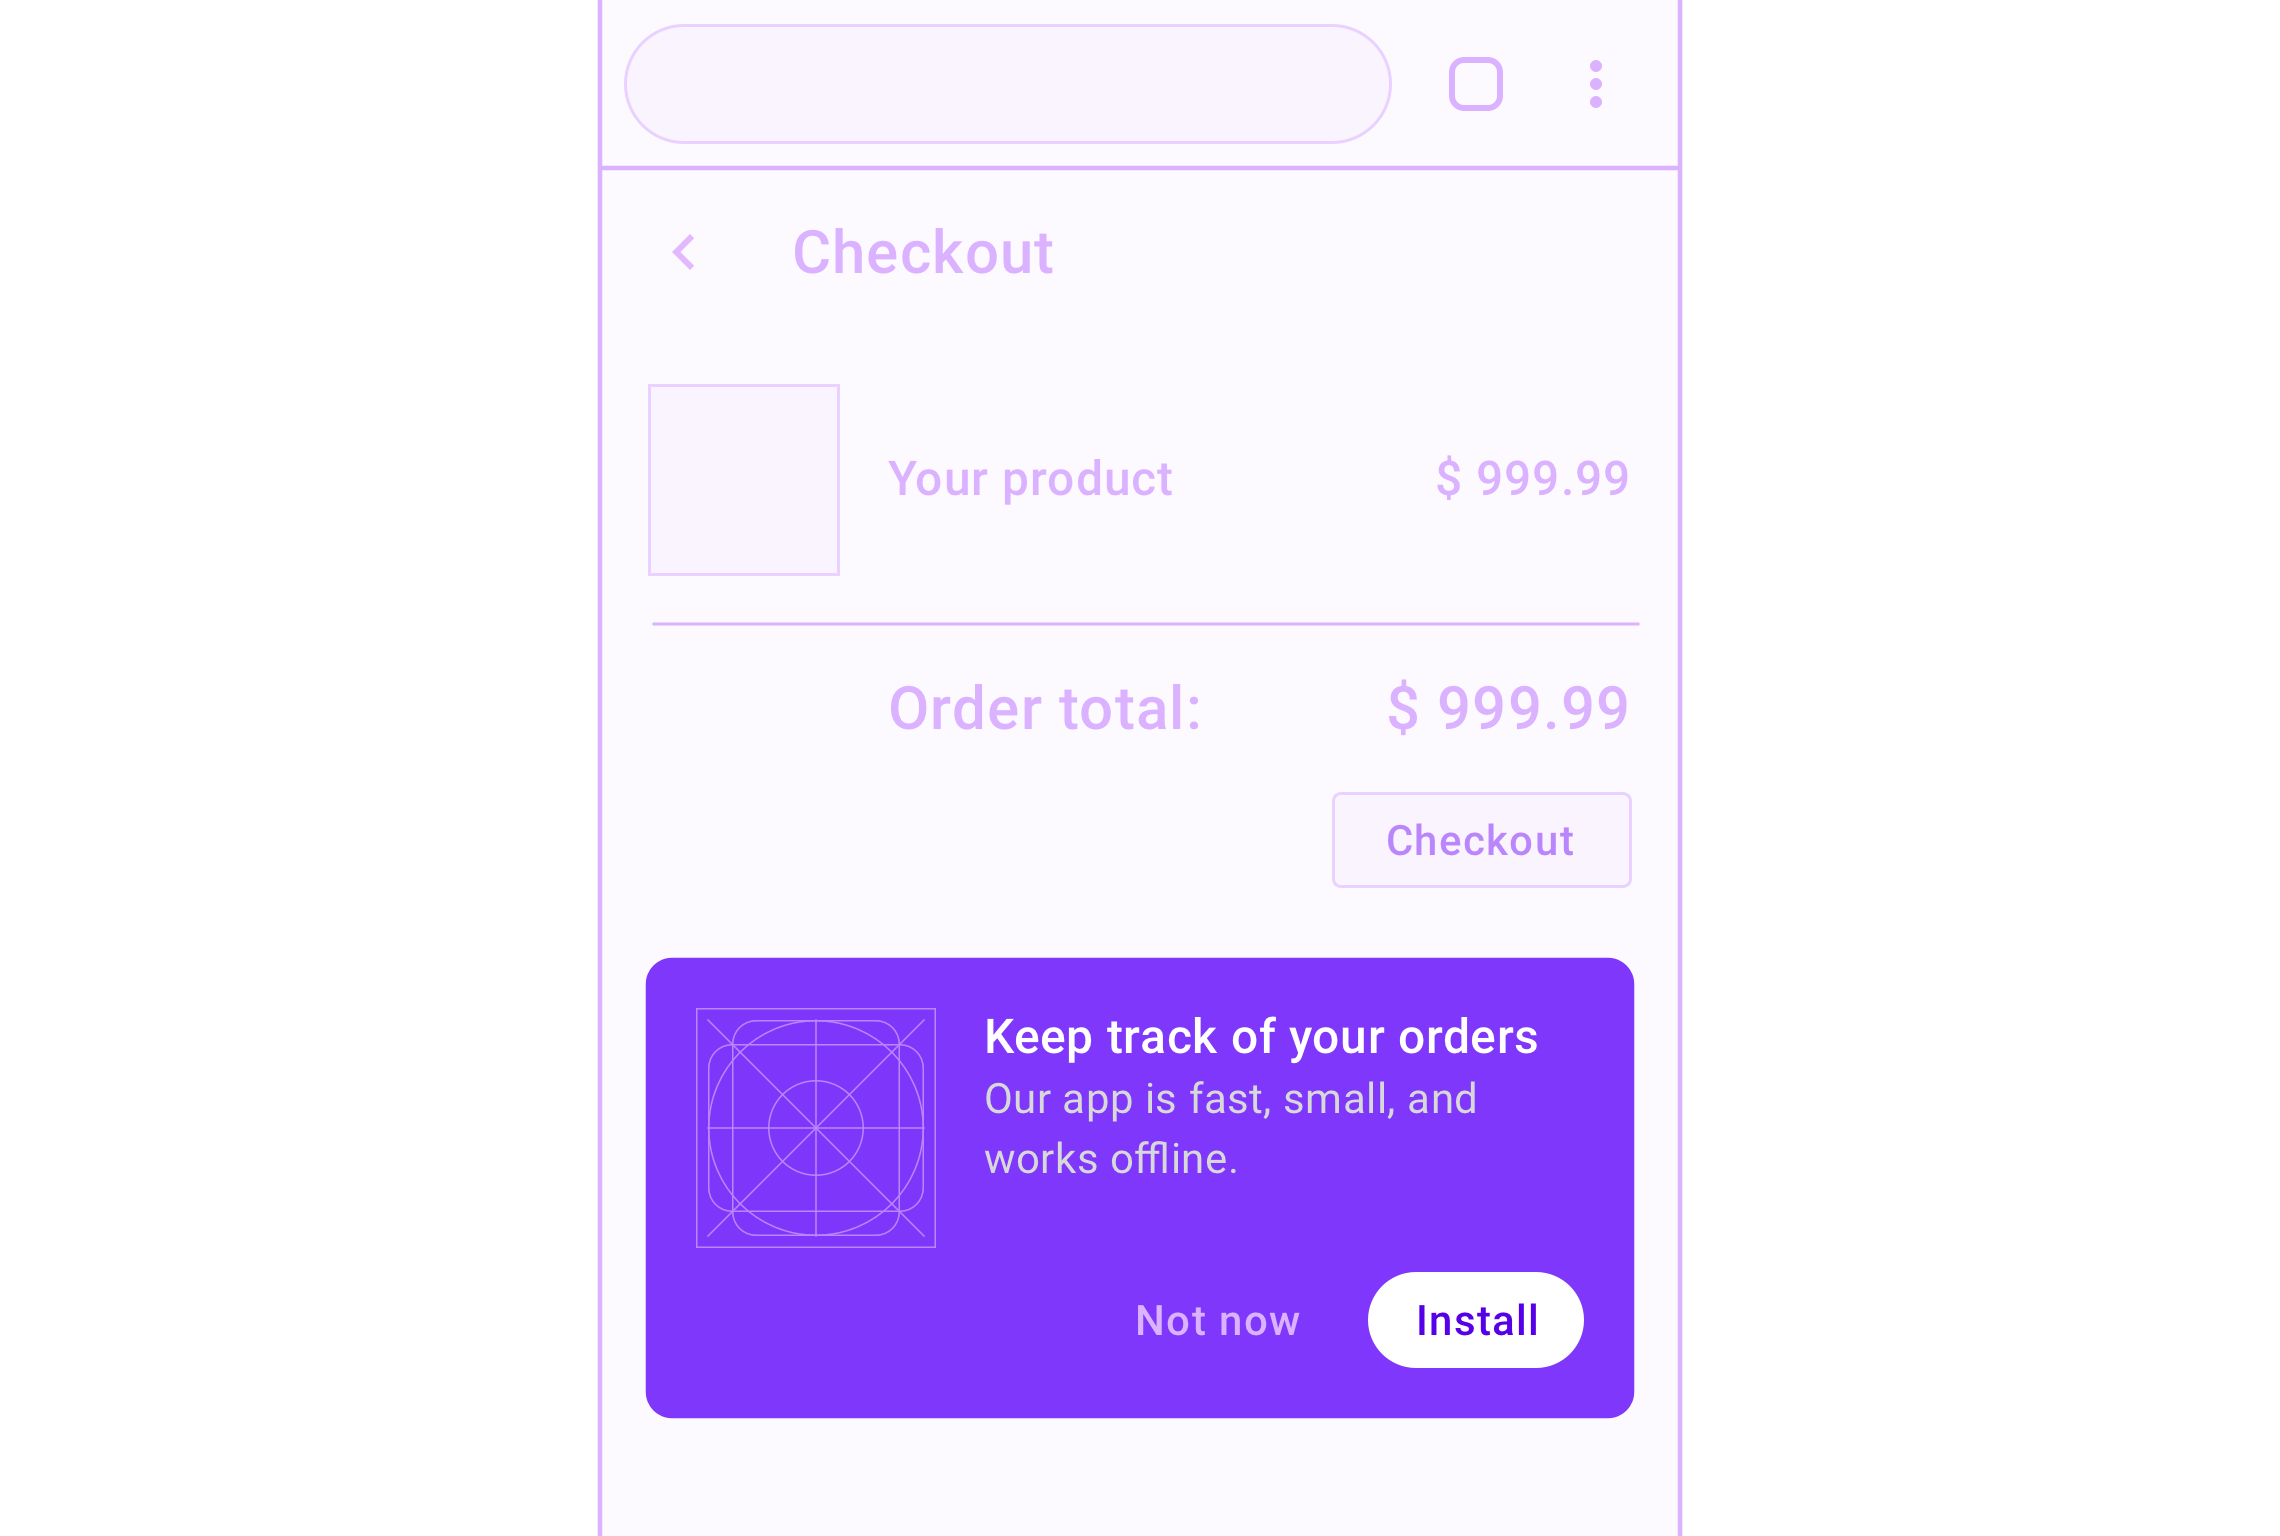 Checkout
Your product $ 999.99
Order total: $ 999.99
Checkout
Keep track of your orders
Our app is fast, small, and
works offline.
Not now Install